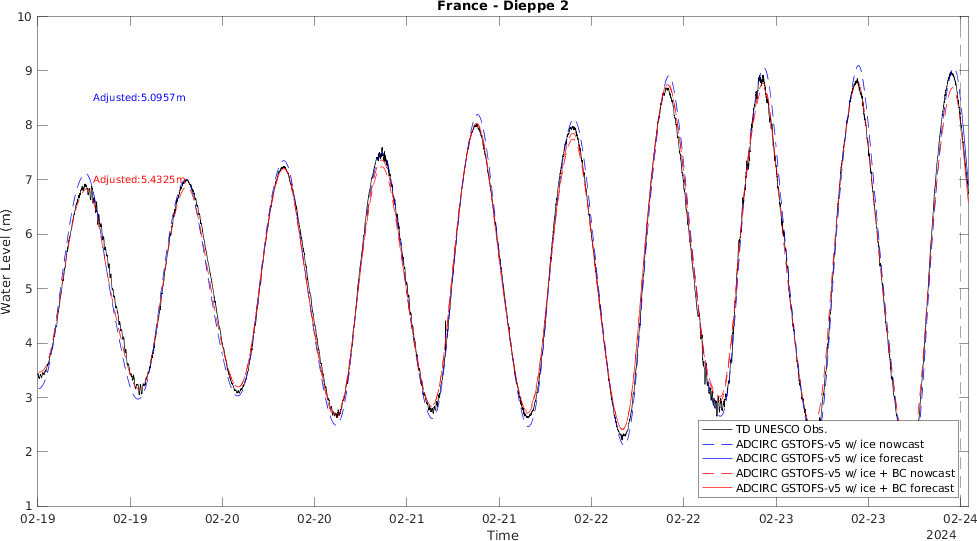 France - Dieppe 2
10
9
8
7
6
5
4
3
2
1
Water Level (m)
Adjusted:5.0957m
Adjusted:5.4325m
TD UNESCO Obs.
ADCIRC GSTOFS-v5 w/ ice nowcast
ADCIRC GSTOFS-v5 w/ ice forecast
ADCIRC GSTOFS-v5 w/ ice + BC nowcast
ADCIRC GSTOFS-v5 w/ ice + BC forecast
02-19 02-19 02-20 02-20 02-21 02-21 02-22 02-22 02-23 02-23 02-24
Time
2024